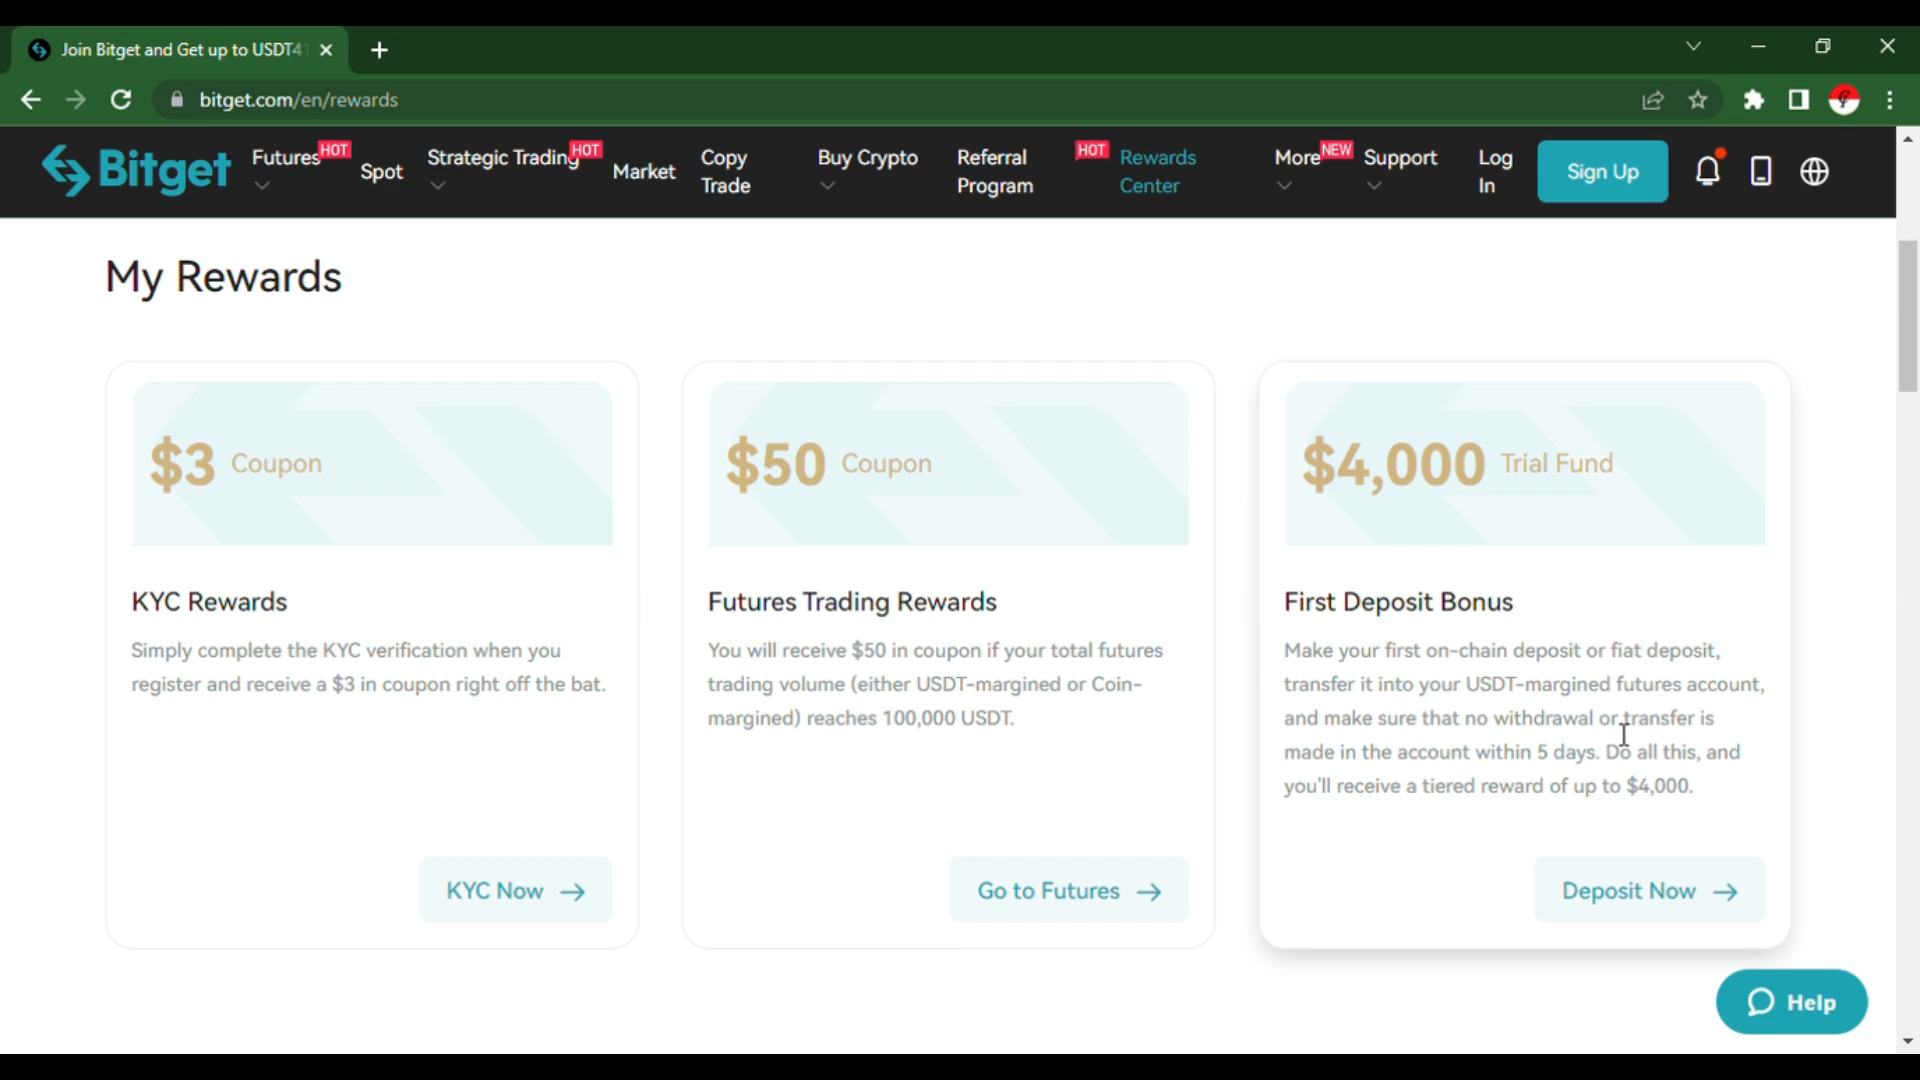 Join Bitget and Get up to USDT41
bitget.com/en/rewards
Bitget
Futures HOT
Spot
Strategic Trading HOT
Market
Copy
Trade
Buy Crypto
Referral
Program
HOT
Rewards
Center
More NEW
Support
Log
In
Sign Up
My Rewards
$3 Coupon
KYC Rewards
Simply complete the KYC verification when you
register and receive a $3 in coupon right off the bat.
KYC Now
$50 Coupon
Futures Trading Rewards
You will receive $50 in coupon if your total futures
trading volume (either USDT-margined or Coin-
margined) reaches 100,000 USDT.
Go to Futures
$4,000 Trial Fund
First Deposit Bonus
Make your first on-chain deposit or fiat deposit,
transfer it into your USDT-margined futures account,
and make sure that no withdrawal or transfer is
made in the account within 5 days. Do all this, and
you'll receive a tiered reward of up to $4,000.
Deposit Now
Help